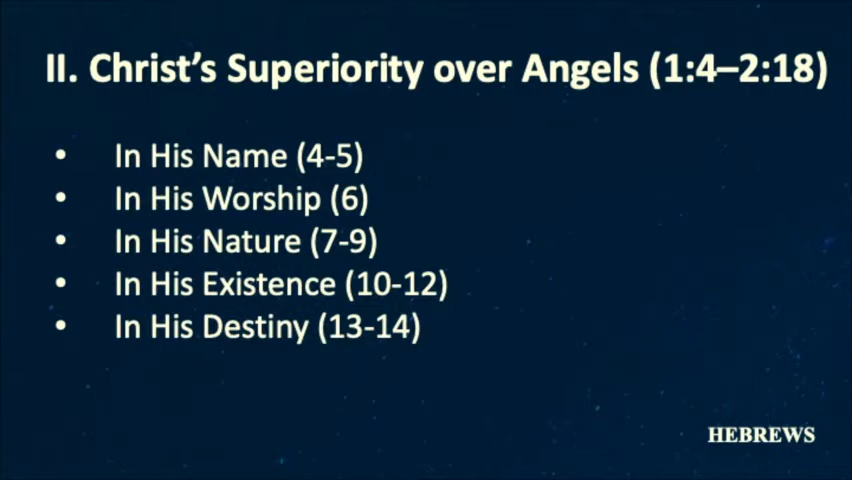 II. Christ's Superiority over Angels (1:4–2:18)
• In His Name (4-5)
• In His Worship (6)
• In His Nature (7-9)
• In His Existence (10-12)
• In His Destiny (13-14)
HEBREWS